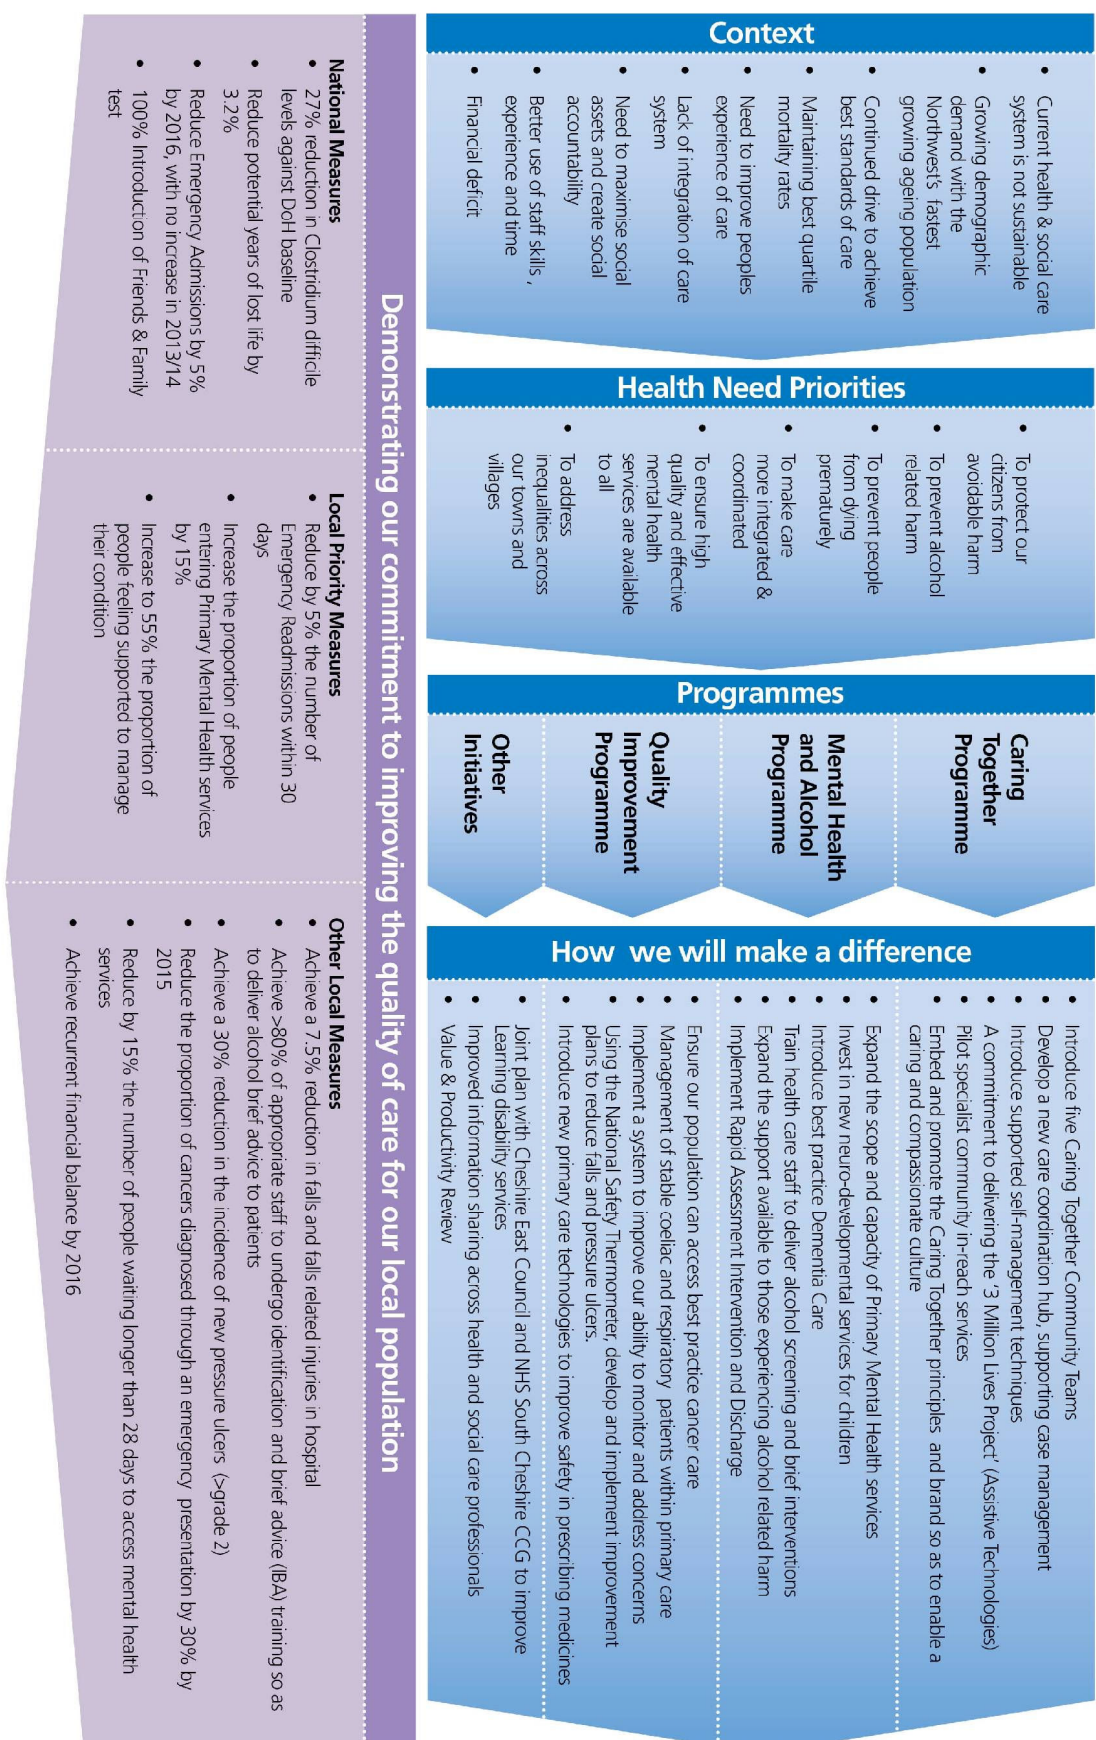 Context
• Current health & social care
system is not sustainable
• Growing demographic
demand with the
Northwest's fastest
growing ageing population
• Continued drive to achieve
best standards of care
• Maintaining best quartile
mortality rates
• Need to improve peoples
experience of care
• Lack of integration of care
system
• Need to maximise social
assets and create social
accountability
• Better use of staff skills ,
experience and time
• Financial deficit
Health Need Priorities
• To protect our
citizens from
avoidable harm
• To prevent alcohol
related harm
• To prevent people
from dying
prematurely
• To make care
more integrated &
coordinated
• To ensure high
quality and effective
mental health
services are available
to all
• To address
inequalities across
our towns and
villages
Programmes
Caring
Together
Programme
Mental Health
and Alcohol
Programme
Quality
Improvement
Programme
Other
Initiatives
How we will make a difference
• Introduce five Caring Together Community Teams
• Develop a new care coordination hub, supporting case management
• Introduce supported self-management techniques
• A commitment to delivering the '3 Million Lives Project' (Assistive Technologies)
• Pilot specialist community in-reach services
• Embed and promote the Caring Together principles and brand so as to enable a
caring and compassionate culture
• Expand the scope and capacity of Primary Mental Health services
• Invest in new neuro-developmental services for children
• Introduce best practice Dementia Care
• Train health care staff to deliver alcohol screening and brief interventions
• Expand the support available to those experiencing alcohol related harm
• Implement Rapid Assessment Intervention and Discharge
• Ensure our population can access best practice cancer care
• Management of stable coeliac and respiratory patients within primary care
• Implement a system to improve our ability to monitor and address concerns
• Using the National Safety Thermometer, develop and implement improvement
plans to reduce falls and pressure ulcers.
• Introduce new primary care technologies to improve safety in prescribing medicines
• Joint plan with Cheshire East Council and NHS South Cheshire CCG to improve
Learning disability services
• Improved information sharing across health and social care professionals
• Value & Productivity Review
Demonstrating our commitment to improving the quality of care for our local population
National Measures
• 27% reduction in Clostridium difficile
levels against DoH baseline
• Reduce potential years of lost life by
3.2%
• Reduce Emergency Admissions by 5%
by 2016, with no increase in 2013/14
• 100% Introduction of Friends & Family
test
Local Priority Measures
• Reduce by 5% the number of
Emergency Readmissions within 30
days
• Increase the proportion of people
entering Primary Mental Health services
by 15%
• Increase to 55% the proportion of
people feeling supported to manage
their condition
Other Local Measures
• Achieve a 7.5% reduction in falls and falls related injuries in hospital
• Achieve >80% of appropriate staff to undergo identification and brief advice (IBA) training so as
to deliver alcohol brief advice to patients
• Achieve a 30% reduction in the incidence of new pressure ulcers (>grade 2)
• Reduce the proportion of cancers diagnosed through an emergency presentation by 30% by
2015
• Reduce by 15% the number of people waiting longer than 28 days to access mental health
services
• Achieve recurrent financial balance by 2016